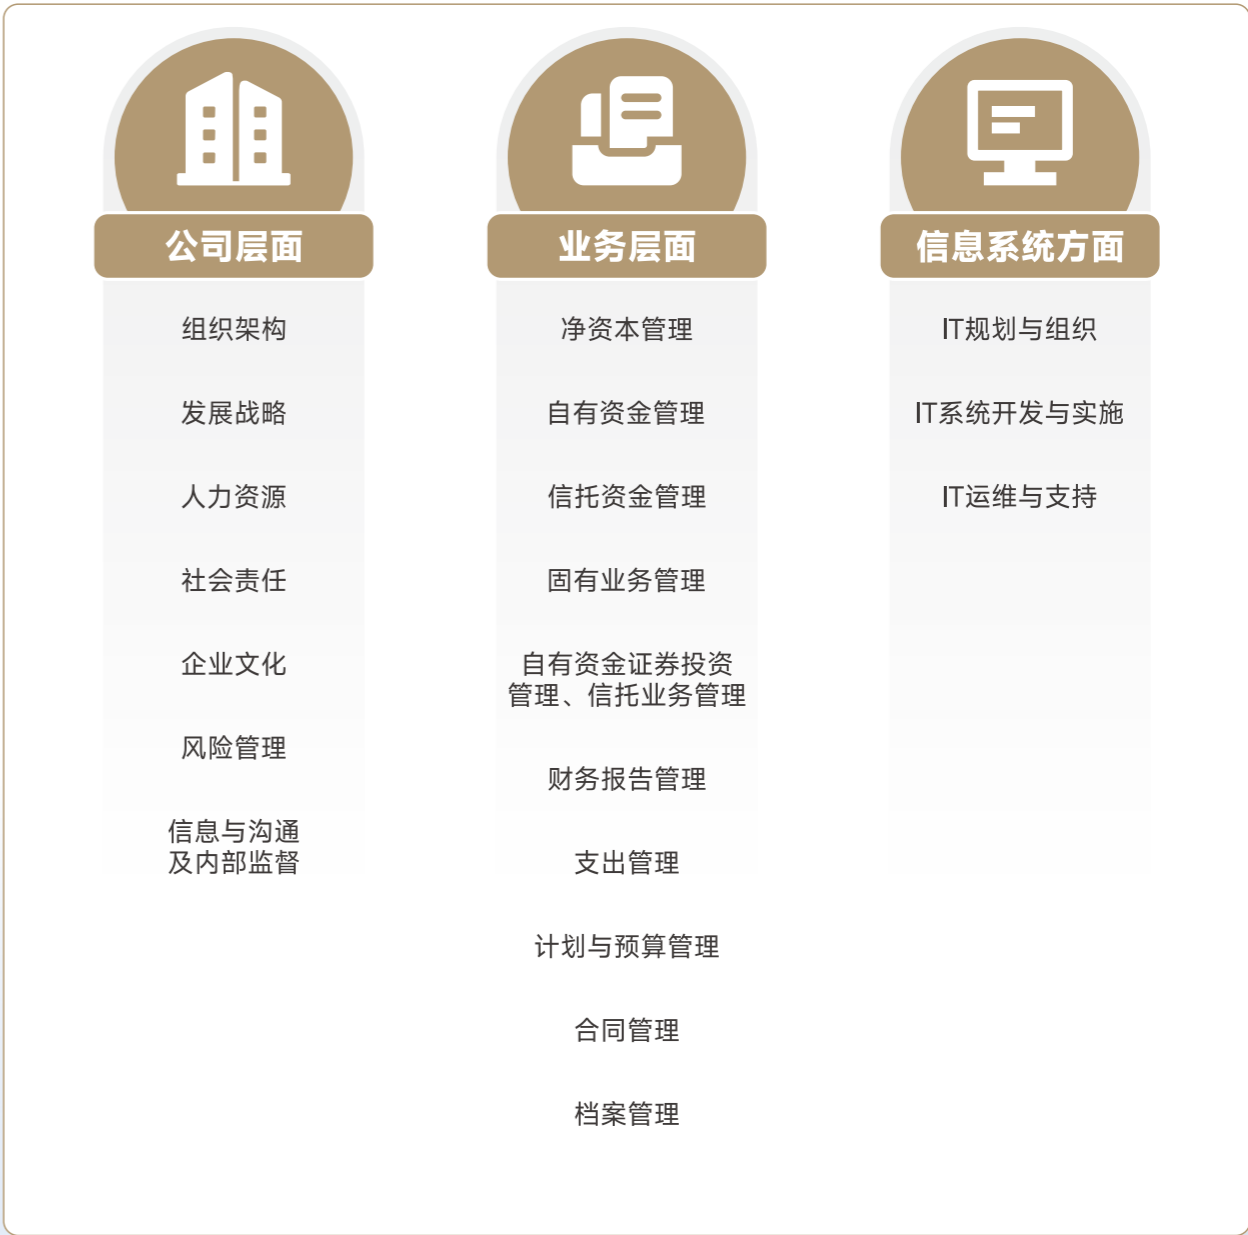 公司层面
组织架构
发展战略
人力资源
社会责任
企业文化
风险管理
信息与沟通
及内部监督
业务层面
净资本管理
自有资金管理
信托资金管理
固有业务管理
自有资金证券投资
管理、信托业务管理
财务报告管理
支出管理
计划与预算管理
合同管理
档案管理
信息系统方面
IT规划与组织
IT系统开发与实施
IT运维与支持